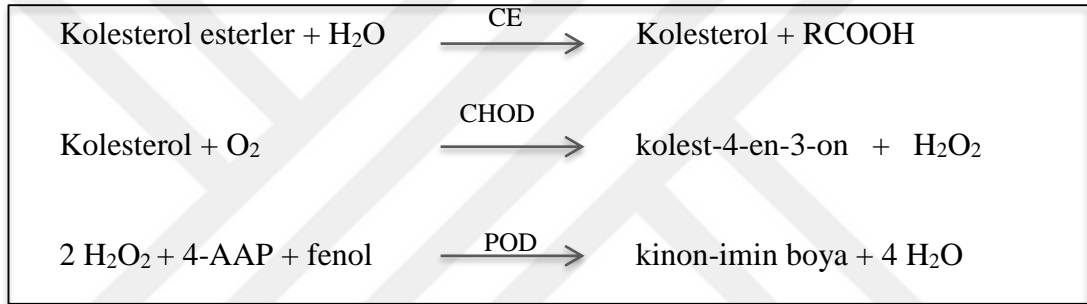 CE
Kolesterol esterler + H₂O → Kolesterol + RCOOH
CHOD
Kolesterol + O₂ → kolest-4-en-3-on + H₂O₂
POD
2 H₂O₂ + 4-AAP + fenol → kinon-imin boya + 4 H₂O